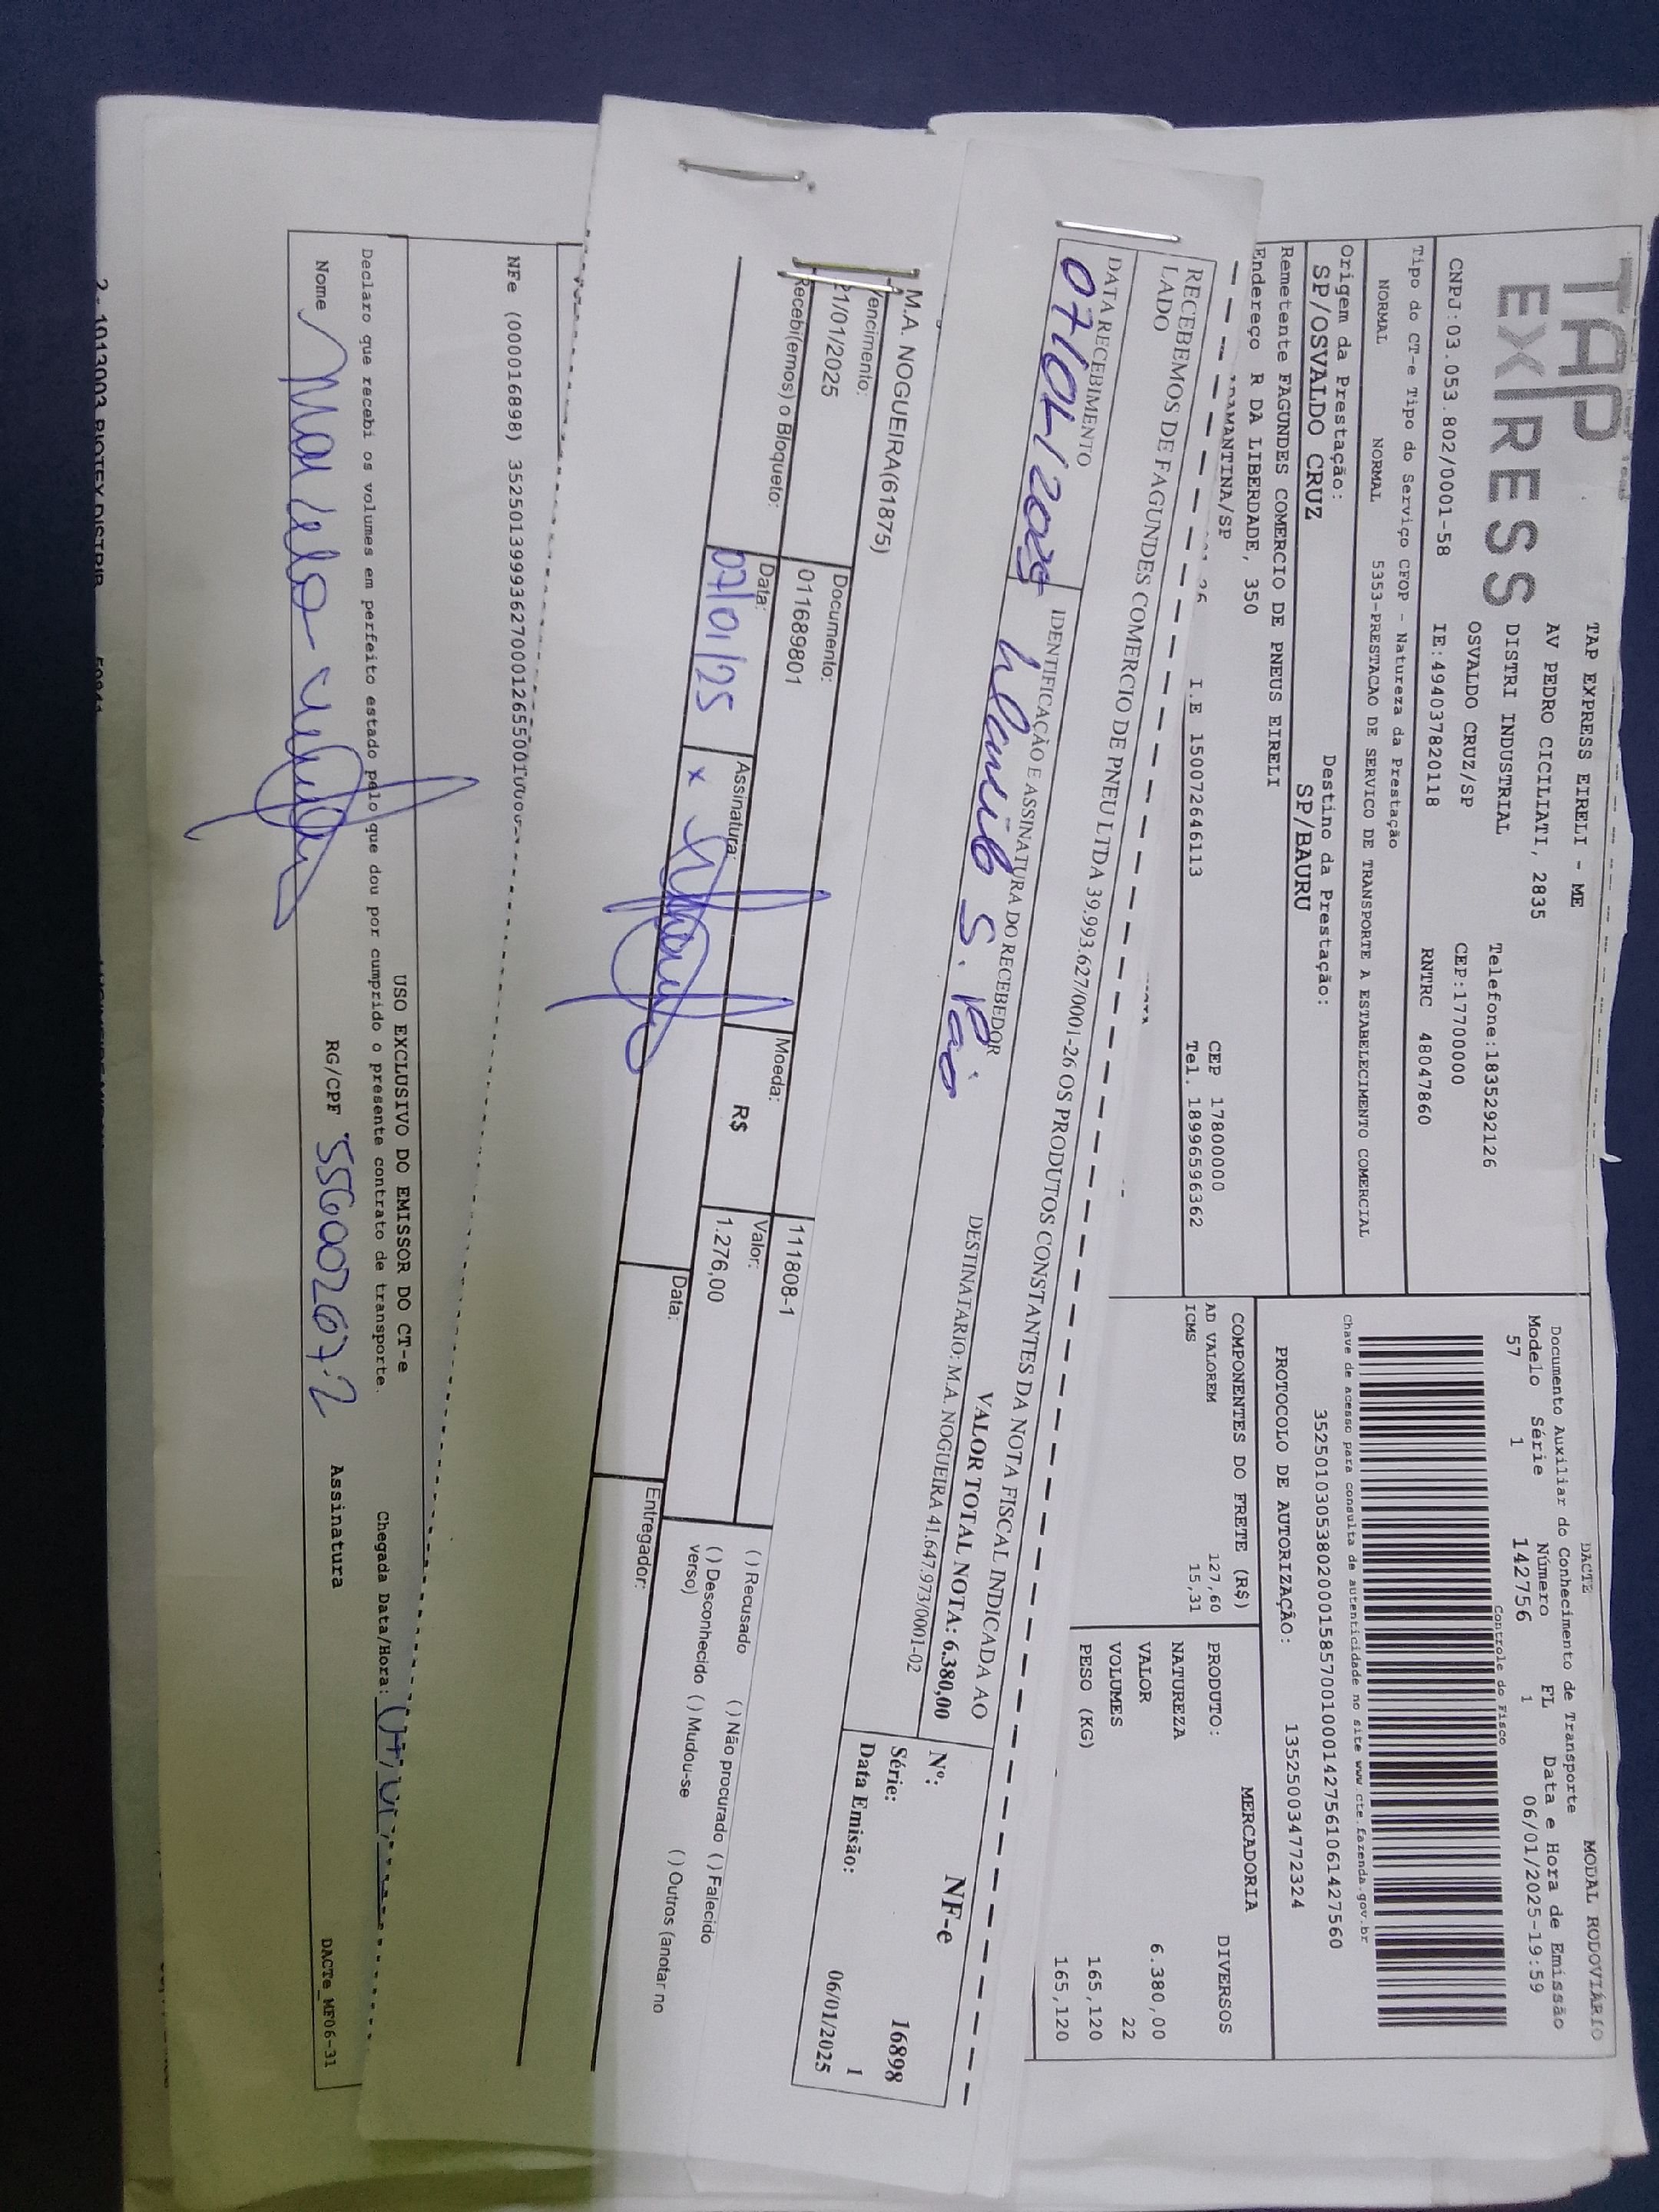 TAP
EXPRESS
TAP EXPRESS EIRELI - ME
AV PEDRO CICILIATI, 2835
DISTRI INDUSTRIAL
OSVALDO CRUZ/SP
Telefone:1835292126
CEP:17700000
CNPJ:03.053.802/0001-58
IE:494037820118
RNTRC 48047860
Tipo do CT-e Tipo do Serviço CFOP - Natureza da Prestação
NORMAL NORMAL 5353-PRESTACAO DE SERVICO DE TRANSPORTE A ESTABELECIMENTO COMERCIAL
Origem da Prestação:
SP/OSVALDO CRUZ
Destino da Prestação:
SP/BAURU
Remetente FAGUNDES COMERCIO DE PNEUS EIRELI
Endereço R DA LIBERDADE, 350
AMANTINA/SP
I.E 150072646113
CEP 17800000
Tel. 18996596362
DACTE
MODAL RODOVIÁRIO
Documento Auxiliar do Conhecimento de Transporte
Modelo Série Número FL Data e Hora de Emissão
57 1 142756 1 06/01/2025-19:59
Controle do Fisco
Chave de acesso para consulta de autenticidade no site www.cte.fazenda.gov.br
35250103053802000158570010001427561061427560
PROTOCOLO DE AUTORIZAÇÃO: 135250034772324
COMPONENTES DO FRETE (R$)
AD VALOREM 127,60
ICMS 15,31
MERCADORIA
PRODUTO: DIVERSOS
NATUREZA
VALOR 6.380,00
VOLUMES 22
PESO (KG) 165,120
165,120
RECEBEMOS DE FAGUNDES COMERCIO DE PNEU LTDA 39.993.627/0001-26 OS PRODUTOS CONSTANTES DA NOTA FISCAL INDICADA AO
LADO
VALOR TOTAL NOTA: 6.380,00
DESTINATÁRIO: M.A. NOGUEIRA 41.647.973/0001-02
DATA RECEBIMENTO
07/01/2025
IDENTIFICAÇÃO E ASSINATURA DO RECEBEDOR
NF-e
Nº: 16898
Série: 1
Data Emissão: 06/01/2025
M.A. NOGUEIRA(61875)
Vencimento:
21/01/2025
Documento:
011689801
111808-1
Moeda:
R$
Valor:
1.276,00
Recebi(emos) o Bloqueto:
Data:
07/01/25
Assinatura:
x
Data:
Entregador:
( ) Recusado ( ) Não procurado ( ) Falecido
( ) Desconhecido ( ) Mudou-se ( ) Outros (anotar no
verso)
NFe (000016898)
USO EXCLUSIVO DO EMISSOR DO CT-e
Declaro que recebi os volumes em perfeito estado pelo que dou por cumprido o presente contrato de transporte.
Chegada Data/Hora:
Nome Marcelo
RG/CPF 55600267-2
Assinatura
DACTe_MF06-31